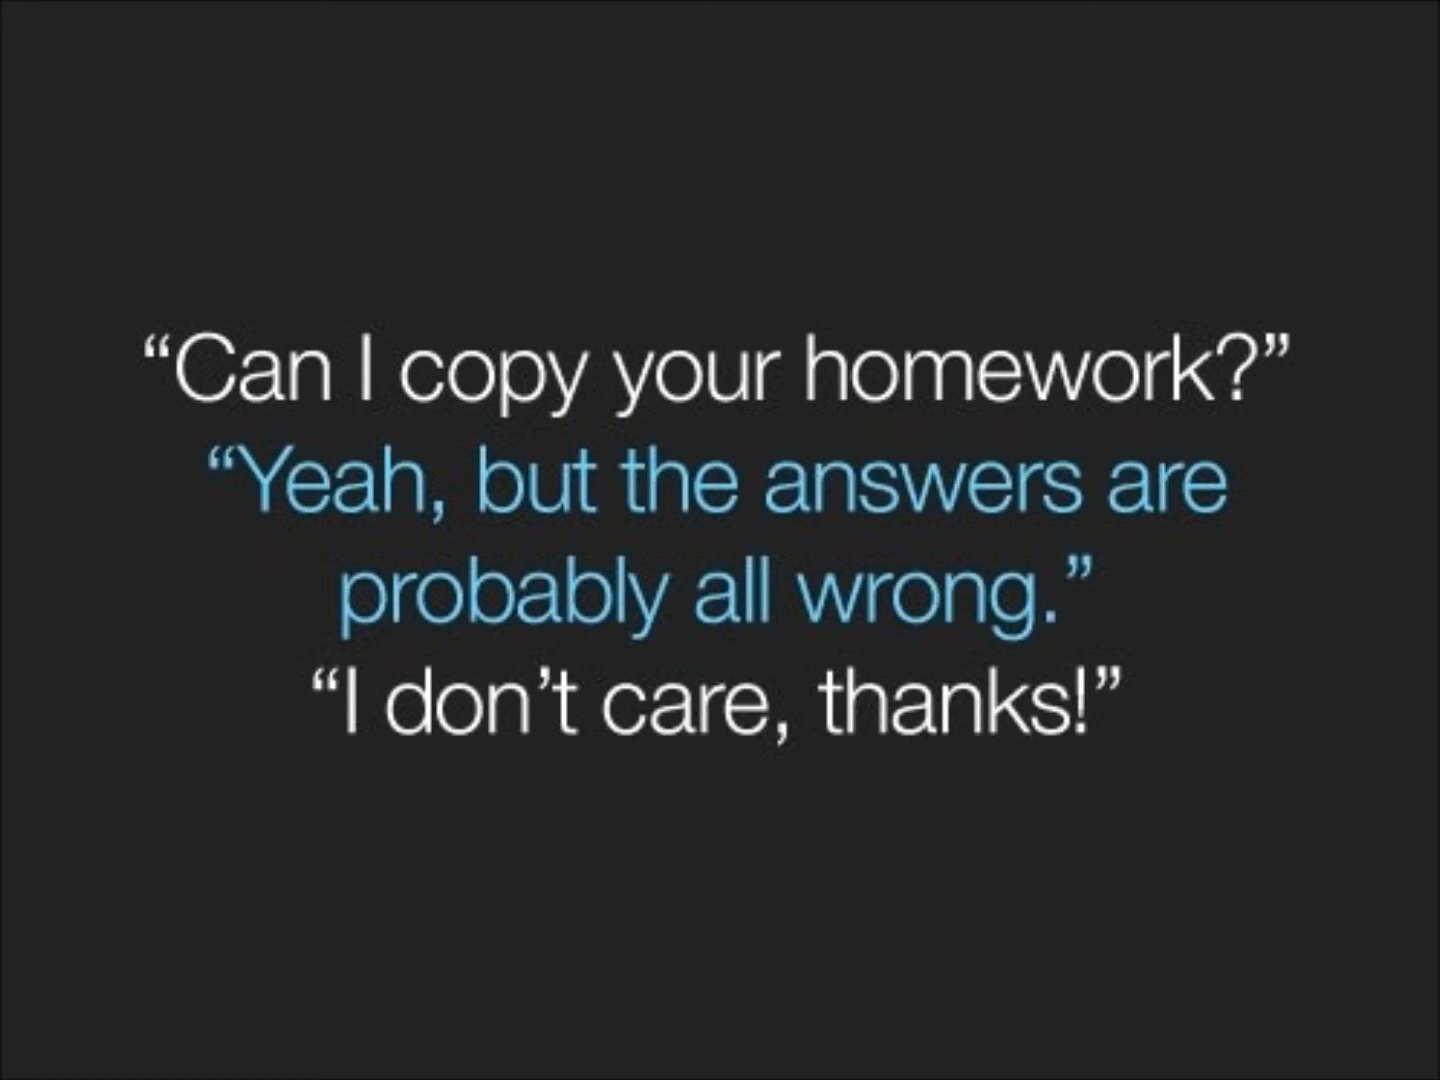 “Can I copy your homework?”
“Yeah, but the answers are
probably all wrong.”
“I don’t care, thanks!”